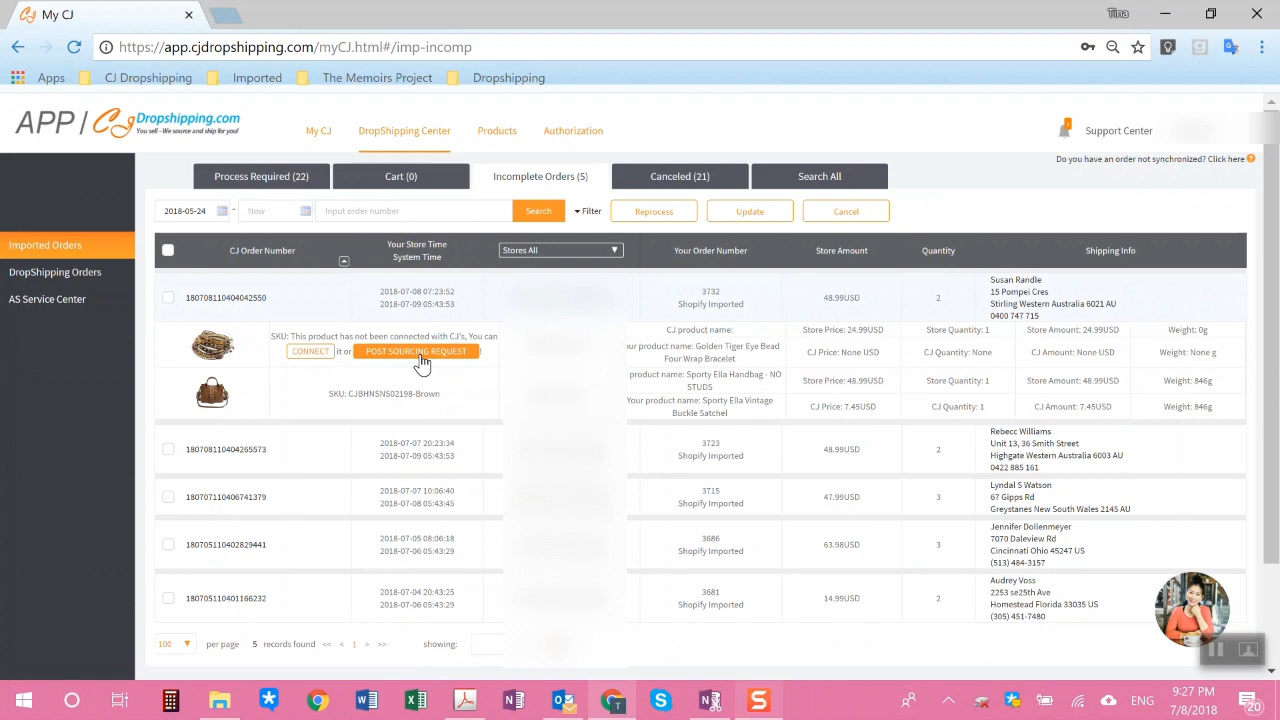 My CJ
Tina
https://app.cjdropshipping.com/myCJ.html#/imp-incomp
Apps CJ Dropshipping Imported The Memoirs Project Dropshipping
APP / CJ Dropshipping.com
You sell - We source and ship for you!
My CJ DropShipping Center Products Authorization
2
Support Center
Do you have an order not synchronized? Click here
Process Required (22) Cart (0) Incomplete Orders (5) Canceled (21) Search All
2018-05-24 - Now Input order number Search Filter Reprocess Update Cancel
Imported Orders
DropShipping Orders
AS Service Center
CJ Order Number
Your Store Time
System Time
Stores All
Your Order Number
Store Amount
Quantity
Shipping Info
180708110404042550
2018-07-08 07:23:52
2018-07-09 05:43:53
3732
Shopify Imported
48.99USD
2
Susan Randle
15 Pompei Cres
Stirling Western Australia 6021 AU
0400 747 715
SKU: This product has not been connected with CJ's, You can
CONNECT it or POST SOURCING REQUEST !
CJ product name:
our product name: Golden Tiger Eye Bead
Four Wrap Bracelet
Store Price: 24.99USD
CJ Price: None USD
Store Quantity: 1
CJ Quantity: None
Store Amount: 24.99USD
CJ Amount: None USD
Weight: 0g
Weight: None g
SKU: CJBHNSNS02198-Brown
product name: Sporty Ella Handbag - NO
STUDS
Your product name: Sporty Ella Vintage
Buckle Satchel
Store Price: 48.99USD
CJ Price: 7.45USD
Store Quantity: 1
CJ Quantity: 1
Store Amount: 48.99USD
CJ Amount: 7.45USD
Weight: 846g
Weight: 846g
180708110404265573
2018-07-07 20:23:34
2018-07-09 05:43:53
3723
Shopify Imported
48.99USD
2
Rebecc Williams
Unit 13, 36 Smith Street
Highgate Western Australia 6003 AU
0422 885 161
180707110406741379
2018-07-07 10:06:40
2018-07-08 05:43:45
3715
Shopify Imported
47.99USD
3
Lyndal S Watson
67 Gipps Rd
Greystanes New South Wales 2145 AU
180705110402829441
2018-07-05 08:06:18
2018-07-06 05:43:29
3686
Shopify Imported
63.98USD
3
Jennifer Dollenmeyer
7070 Daleview Rd
Cincinnati Ohio 45247 US
(513) 484-3157
180705110401166232
2018-07-04 20:43:25
2018-07-06 05:43:29
3681
Shopify Imported
14.99USD
2
Audrey Voss
2253 se25th Ave
Homestead Florida 33035 US
(305) 451-7480
100 per page 5 records found << < 1 > >> showing:
ENG
9:27 PM
7/8/2018
20